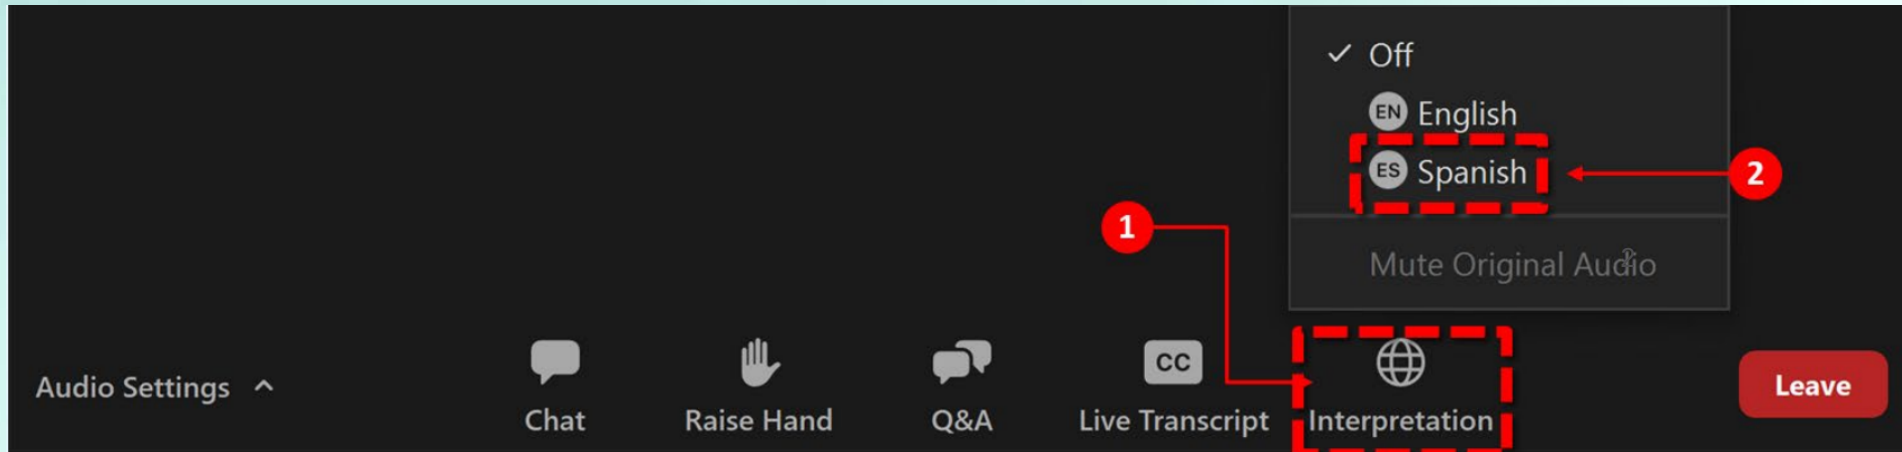 ✓ Off
EN English
ES Spanish
2
1
Mute Original Audio
CC
Audio Settings ^
Chat
Raise Hand
Q&A
Live Transcript
Interpretation
Leave